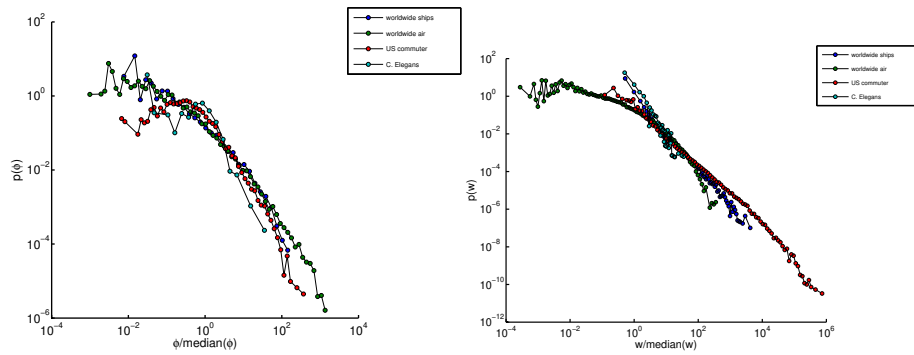 worldwide ships
worldwide air
US commuter
C. Elegans
10^2
10^0
10^-2
10^-4
10^-6
p(ϕ)
10^-4
10^-2
10^0
10^2
10^4
ϕ/median(ϕ)
worldwide ships
worldwide air
US commuter
C. Elegans
10^2
10^0
10^-2
10^-4
10^-6
10^-8
10^-10
10^-12
p(w)
10^-4
10^-2
10^0
10^2
10^4
10^6
w/median(w)